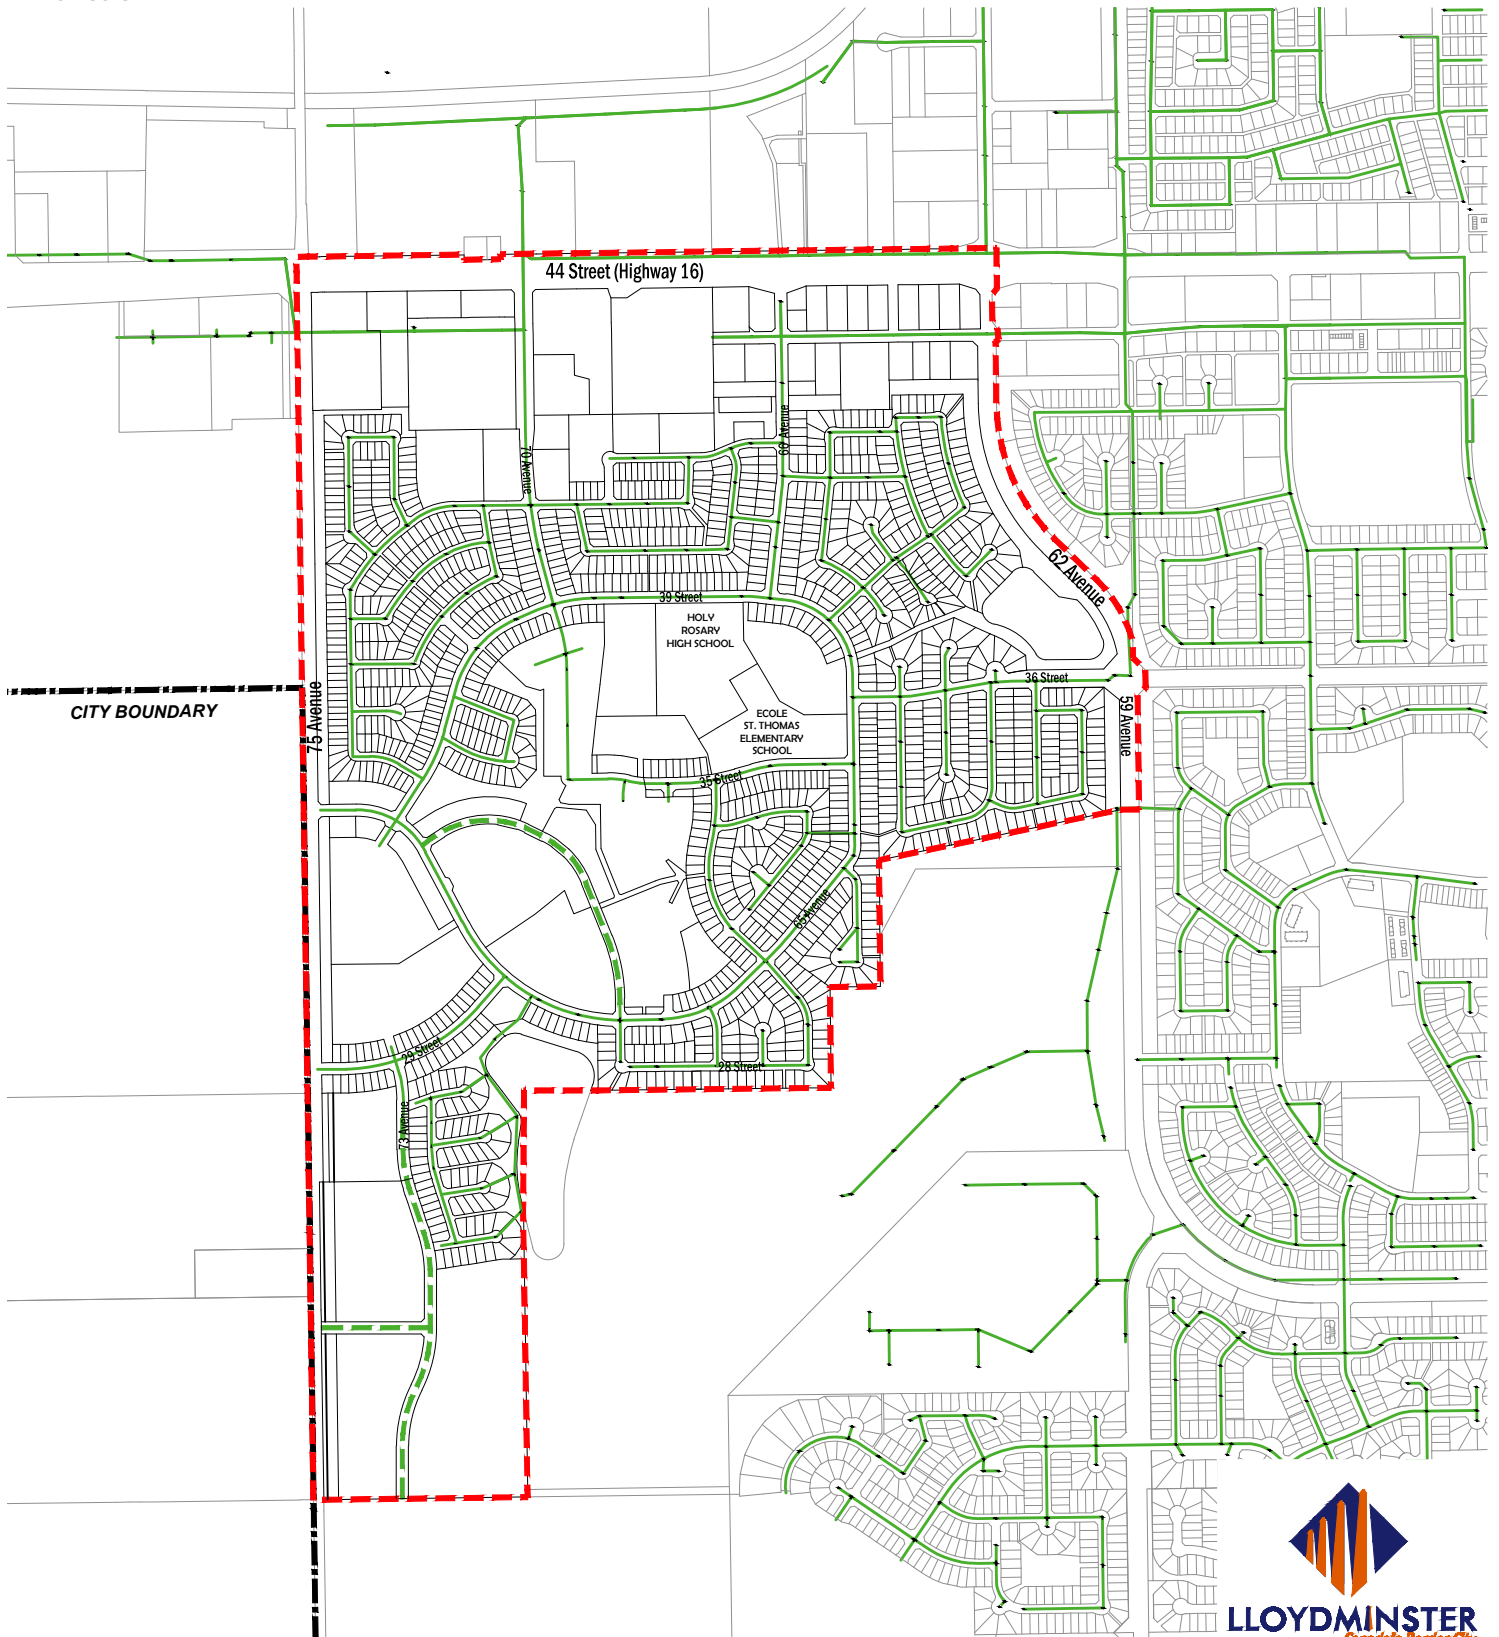 44 Street (Highway 16)
69 Avenue
70 Avenue
62 Avenue
39 Street
HOLY
ROSARY
HIGH SCHOOL
36 Street
75 Avenue
CITY BOUNDARY
59 Avenue
ECOLE
ST. THOMAS
ELEMENTARY
SCHOOL
35 Street
65 Avenue
29 Street
28 Street
73 Avenue
LLOYDMINSTER